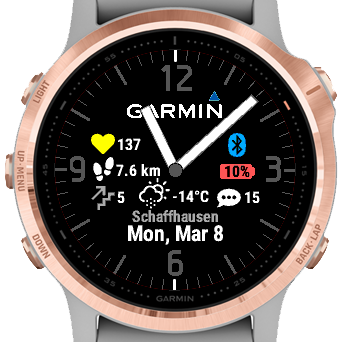 12
LIGHT
GARMIN
137
UP·MENU
7.6 km
10%
9
3
5
-14°C
15
Schaffhausen
Mon, Mar 8
DOWN
BACK·LAP
6
GARMIN